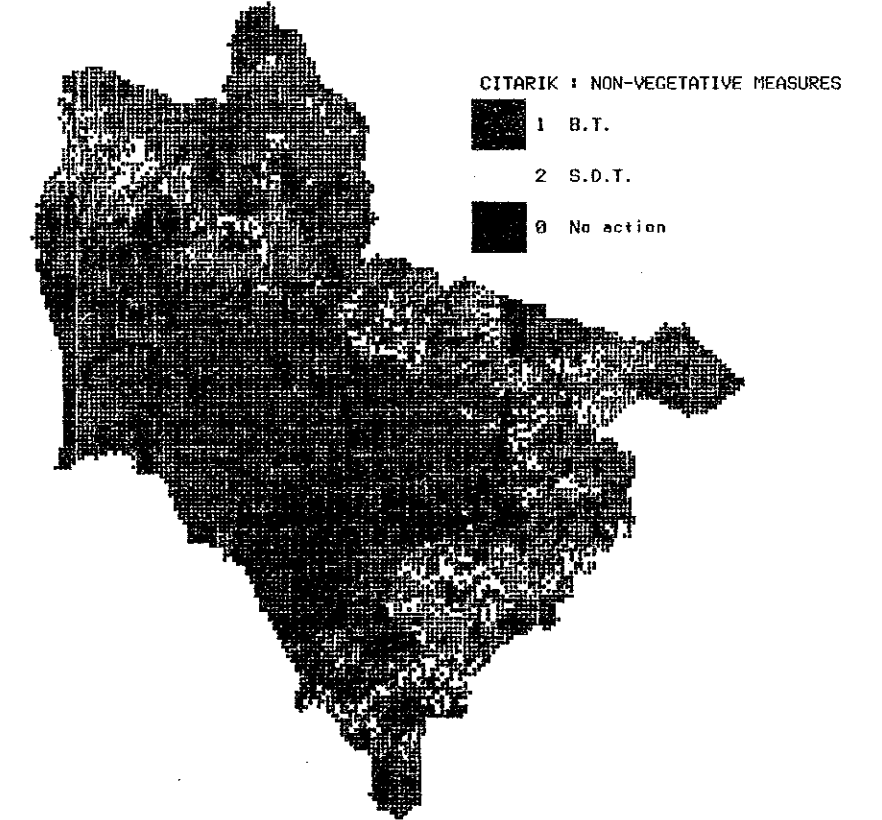 CITARIK : NON-VEGETATIVE MEASURES
1 B.T.
2 S.D.T.
0 No action